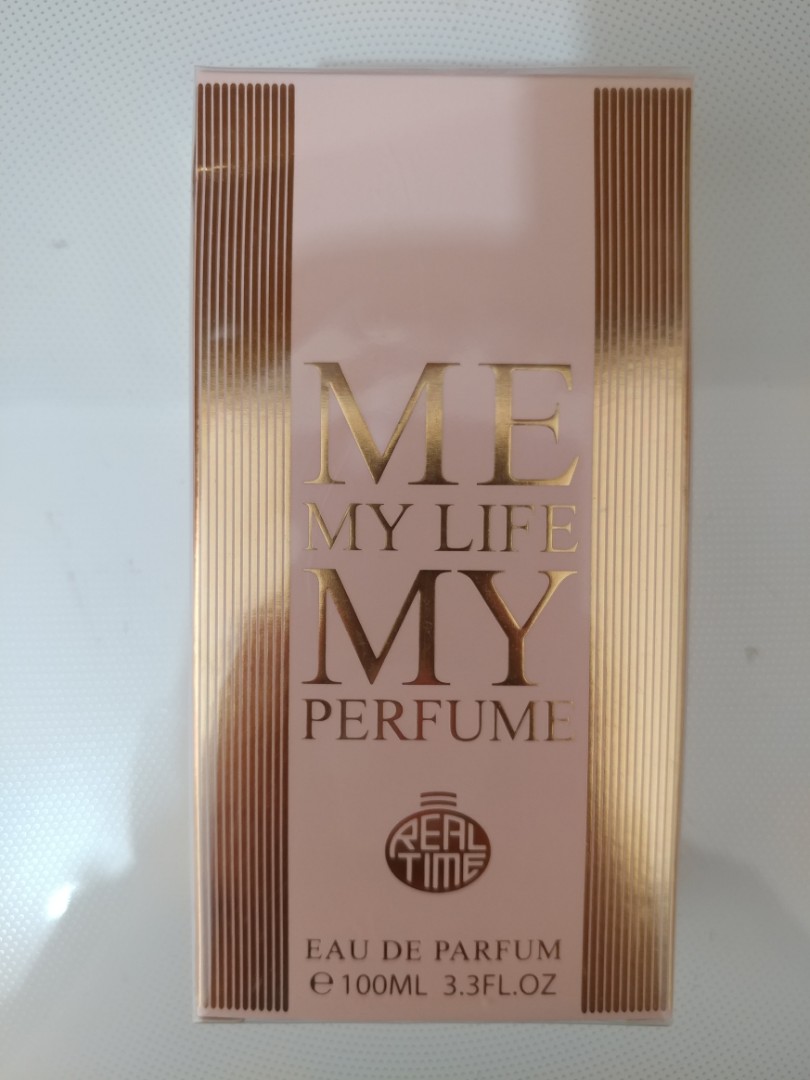 ME
MY LIFE
MY
PERFUME
REAL
TIME
EAU DE PARFUM
℮ 100ML 3.3FL.OZ